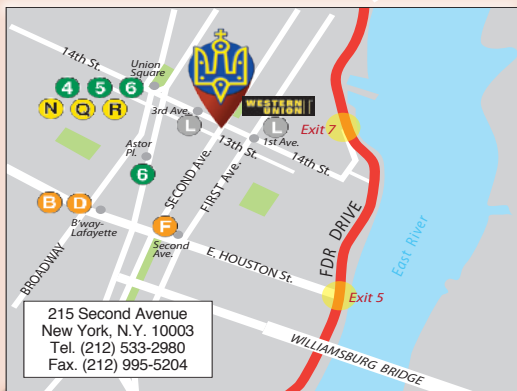 14th St.
Union
Square
4 5 6
N Q R
3rd Ave.
L
WESTERN
UNION
L
1st Ave.
Exit 7
13th St.
14th St.
Astor
Pl.
6
SECOND AVE.
FIRST AVE.
B D
B'way-
Lafayette
F
Second
Ave.
E. HOUSTON St.
BROADWAY
FDR DRIVE
East River
Exit 5
WILLIAMSBURG BRIDGE
215 Second Avenue
New York, N.Y. 10003
Tel. (212) 533-2980
Fax. (212) 995-5204